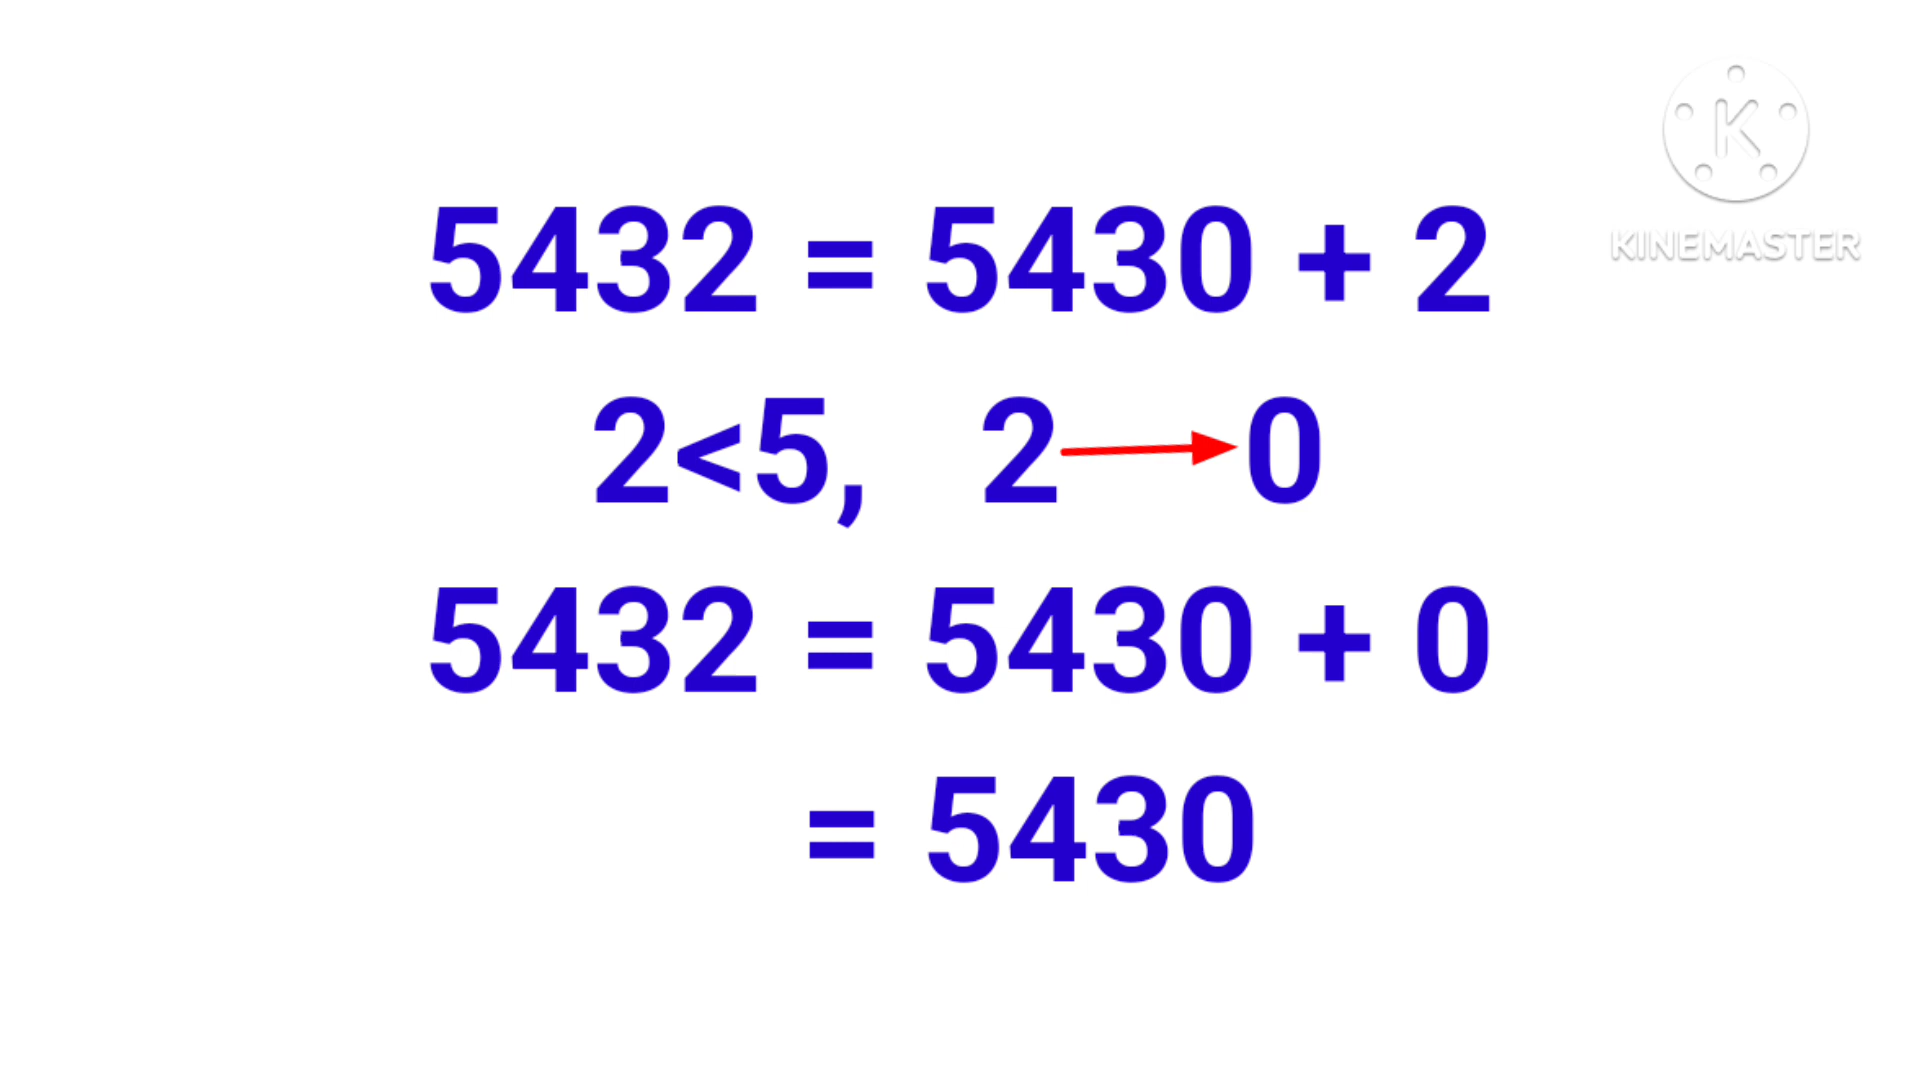 K
KINEMASTER
5432 = 5430 + 2
2<5, 2→0
5432 = 5430 + 0
= 5430